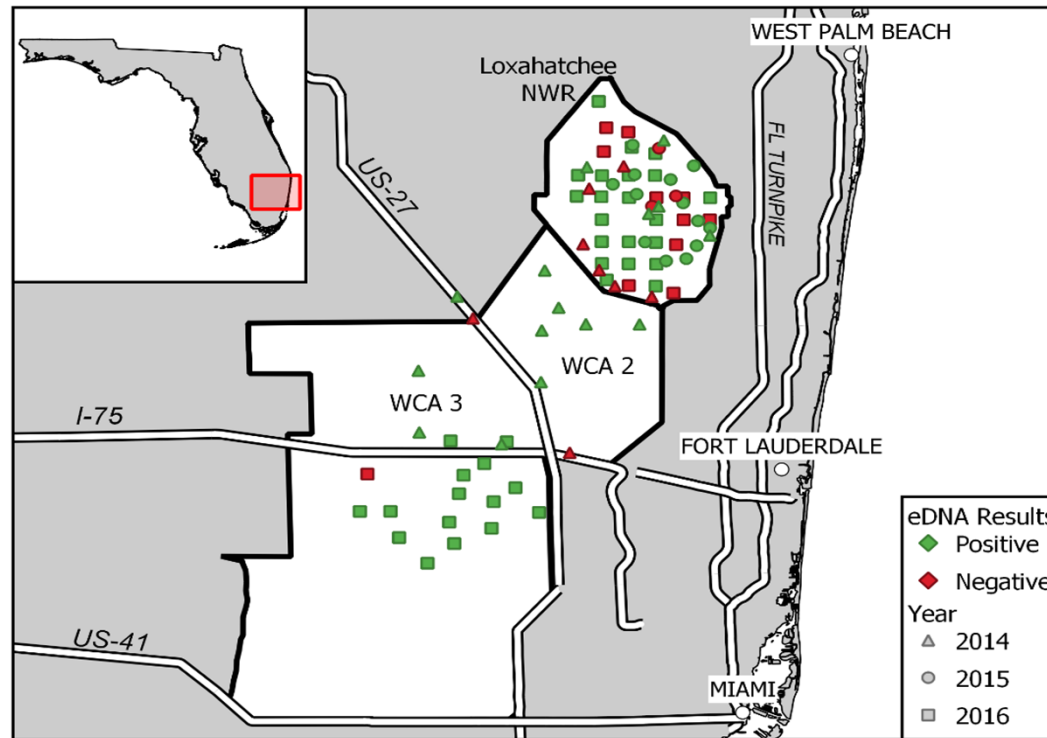 WEST PALM BEACH
Loxahatchee
NWR
FL TURNPIKE
US-27
WCA 2
WCA 3
I-75
FORT LAUDERDALE
eDNA Results
Positive
Negative
Year
2014
2015
2016
US-41
MIAMI